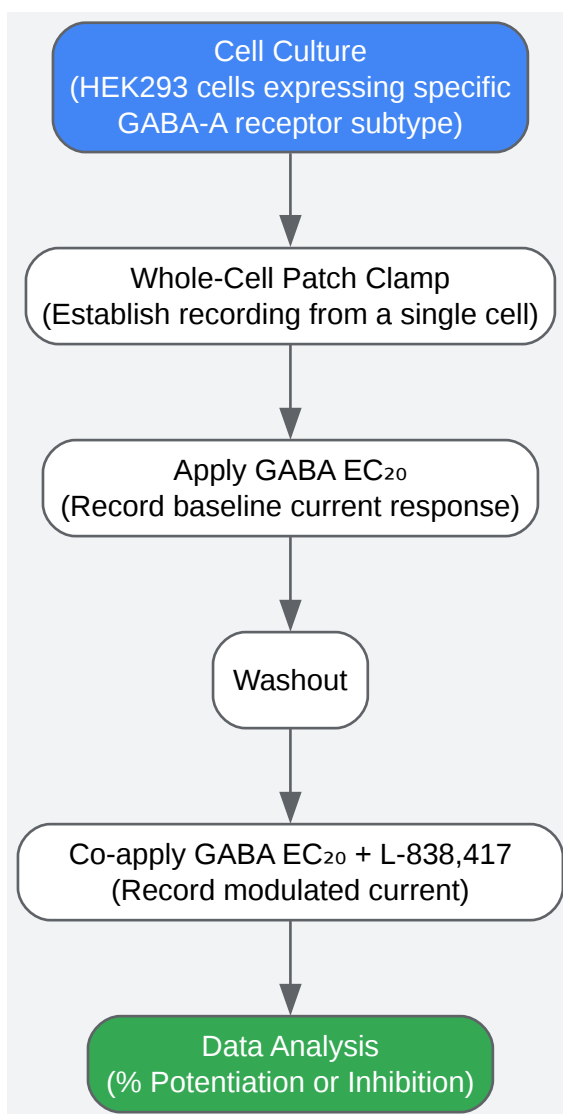 Cell Culture
(HEK293 cells expressing specific
GABA-A receptor subtype)
Whole-Cell Patch Clamp
(Establish recording from a single cell)
Apply GABA EC₂₀
(Record baseline current response)
Washout
Co-apply GABA EC₂₀ + L-838,417
(Record modulated current)
Data Analysis
(% Potentiation or Inhibition)